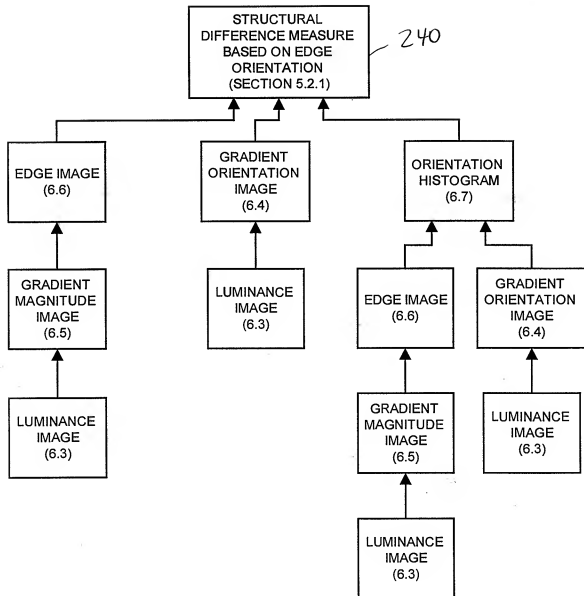 STRUCTURAL
DIFFERENCE MEASURE
BASED ON EDGE
ORIENTATION
(SECTION 5.2.1)
240
EDGE IMAGE
(6.6)
GRADIENT
ORIENTATION
IMAGE
(6.4)
ORIENTATION
HISTOGRAM
(6.7)
GRADIENT
MAGNITUDE
IMAGE
(6.5)
LUMINANCE
IMAGE
(6.3)
EDGE IMAGE
(6.6)
GRADIENT
ORIENTATION
IMAGE
(6.4)
LUMINANCE
IMAGE
(6.3)
GRADIENT
MAGNITUDE
IMAGE
(6.5)
LUMINANCE
IMAGE
(6.3)
LUMINANCE
IMAGE
(6.3)